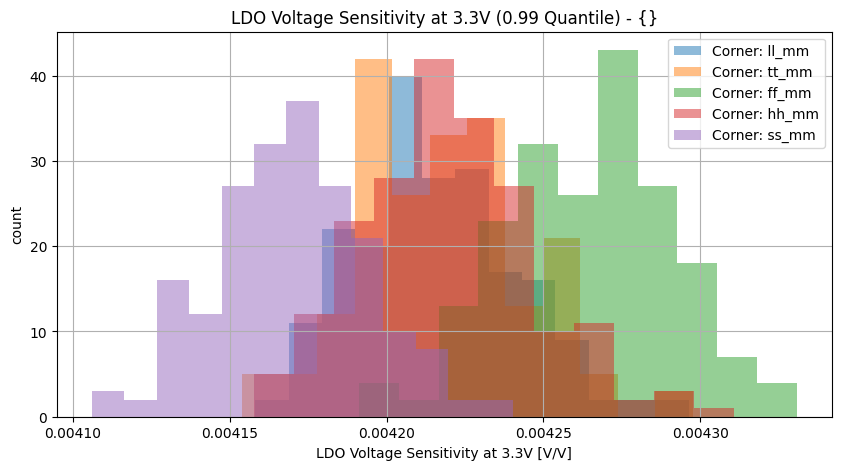 LDO Voltage Sensitivity at 3.3V (0.99 Quantile) - {}
Corner: ll_mm
Corner: tt_mm
Corner: ff_mm
Corner: hh_mm
Corner: ss_mm
40
30
20
10
0
count
0.00410
0.00415
0.00420
0.00425
0.00430
LDO Voltage Sensitivity at 3.3V [V/V]